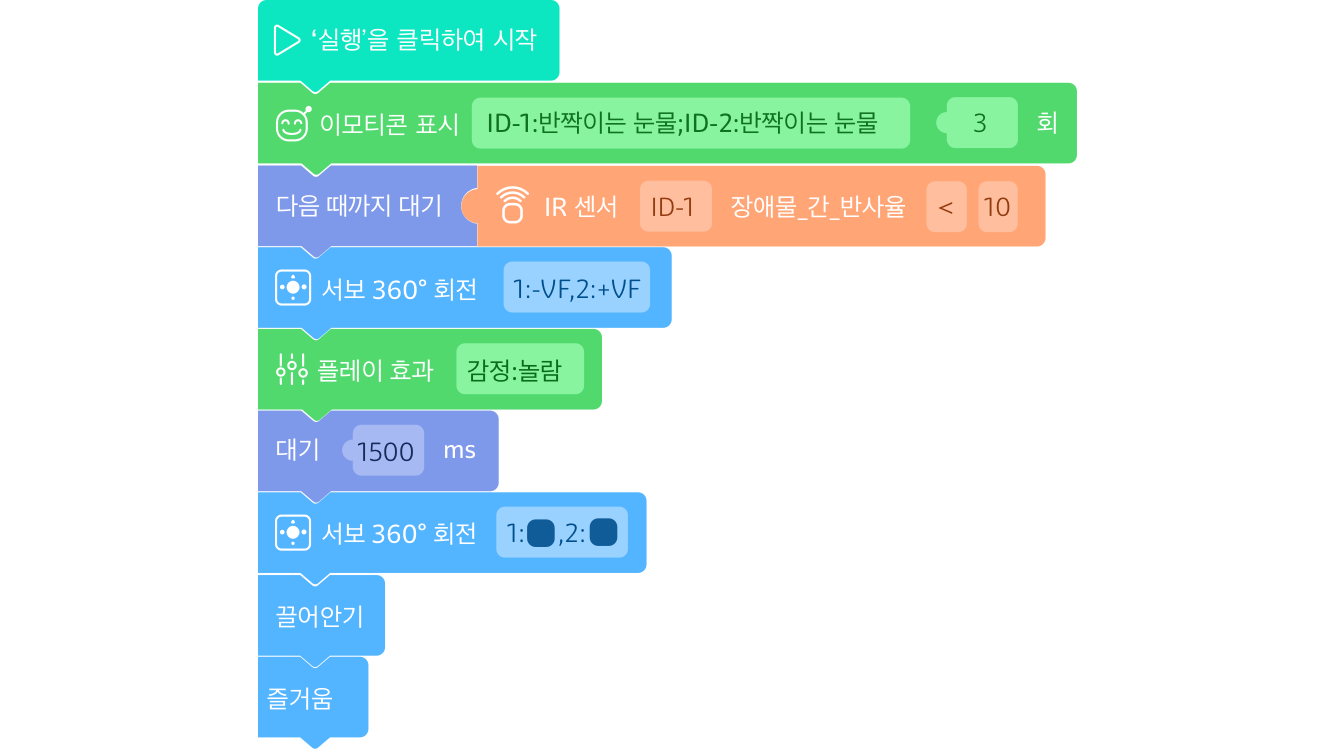 ‘실행’을 클릭하여 시작
이모티콘 표시 ID-1:반짝이는 눈물;ID-2:반짝이는 눈물 3 회
다음 때까지 대기 IR 센서 ID-1 장애물_간_반사율 < 10
서보 360° 회전 1:-VF,2:+VF
플레이 효과 감정:놀람
대기 1500 ms
서보 360° 회전 1: ,2:
끌어안기
즐거움